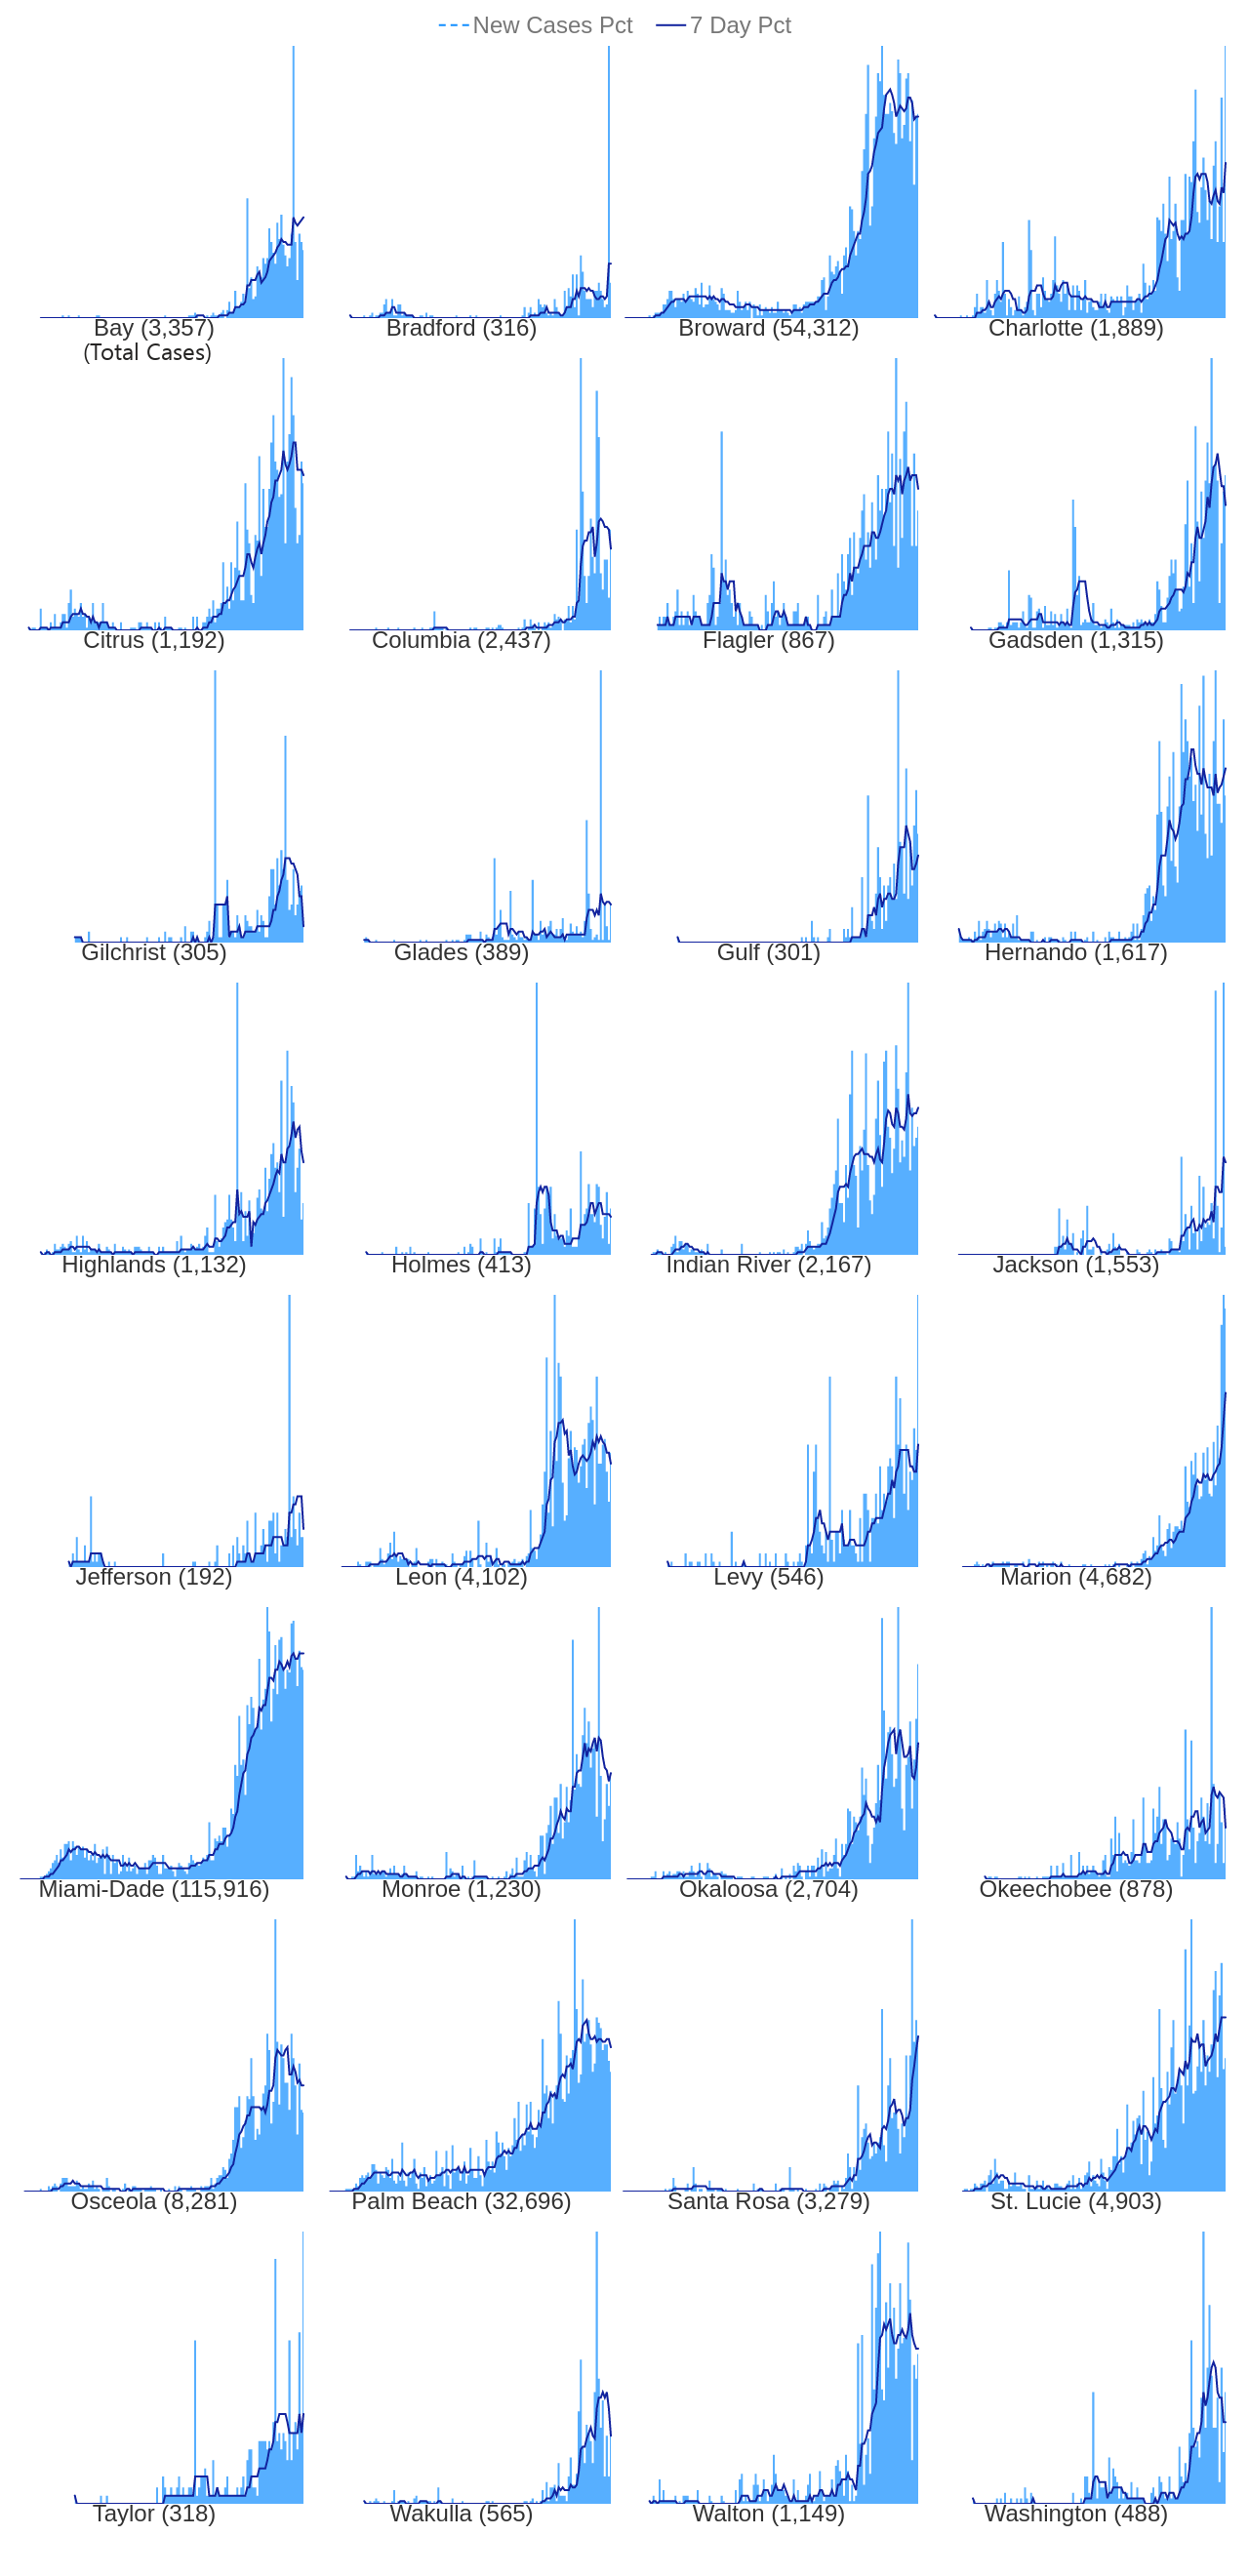 New Cases Pct 7 Day Pct
Bay (3,357) Bradford (316) Broward (54,312) Charlotte (1,889)
(Total Cases)
Citrus (1,192) Columbia (2,437) Flagler (867) Gadsden (1,315)
Gilchrist (305) Glades (389) Gulf (301) Hernando (1,617)
Highlands (1,132) Holmes (413) Indian River (2,167) Jackson (1,553)
Jefferson (192) Leon (4,102) Levy (546) Marion (4,682)
Miami-Dade (115,916) Monroe (1,230) Okaloosa (2,704) Okeechobee (878)
Osceola (8,281) Palm Beach (32,696) Santa Rosa (3,279) St. Lucie (4,903)
Taylor (318) Wakulla (565) Walton (1,149) Washington (488)